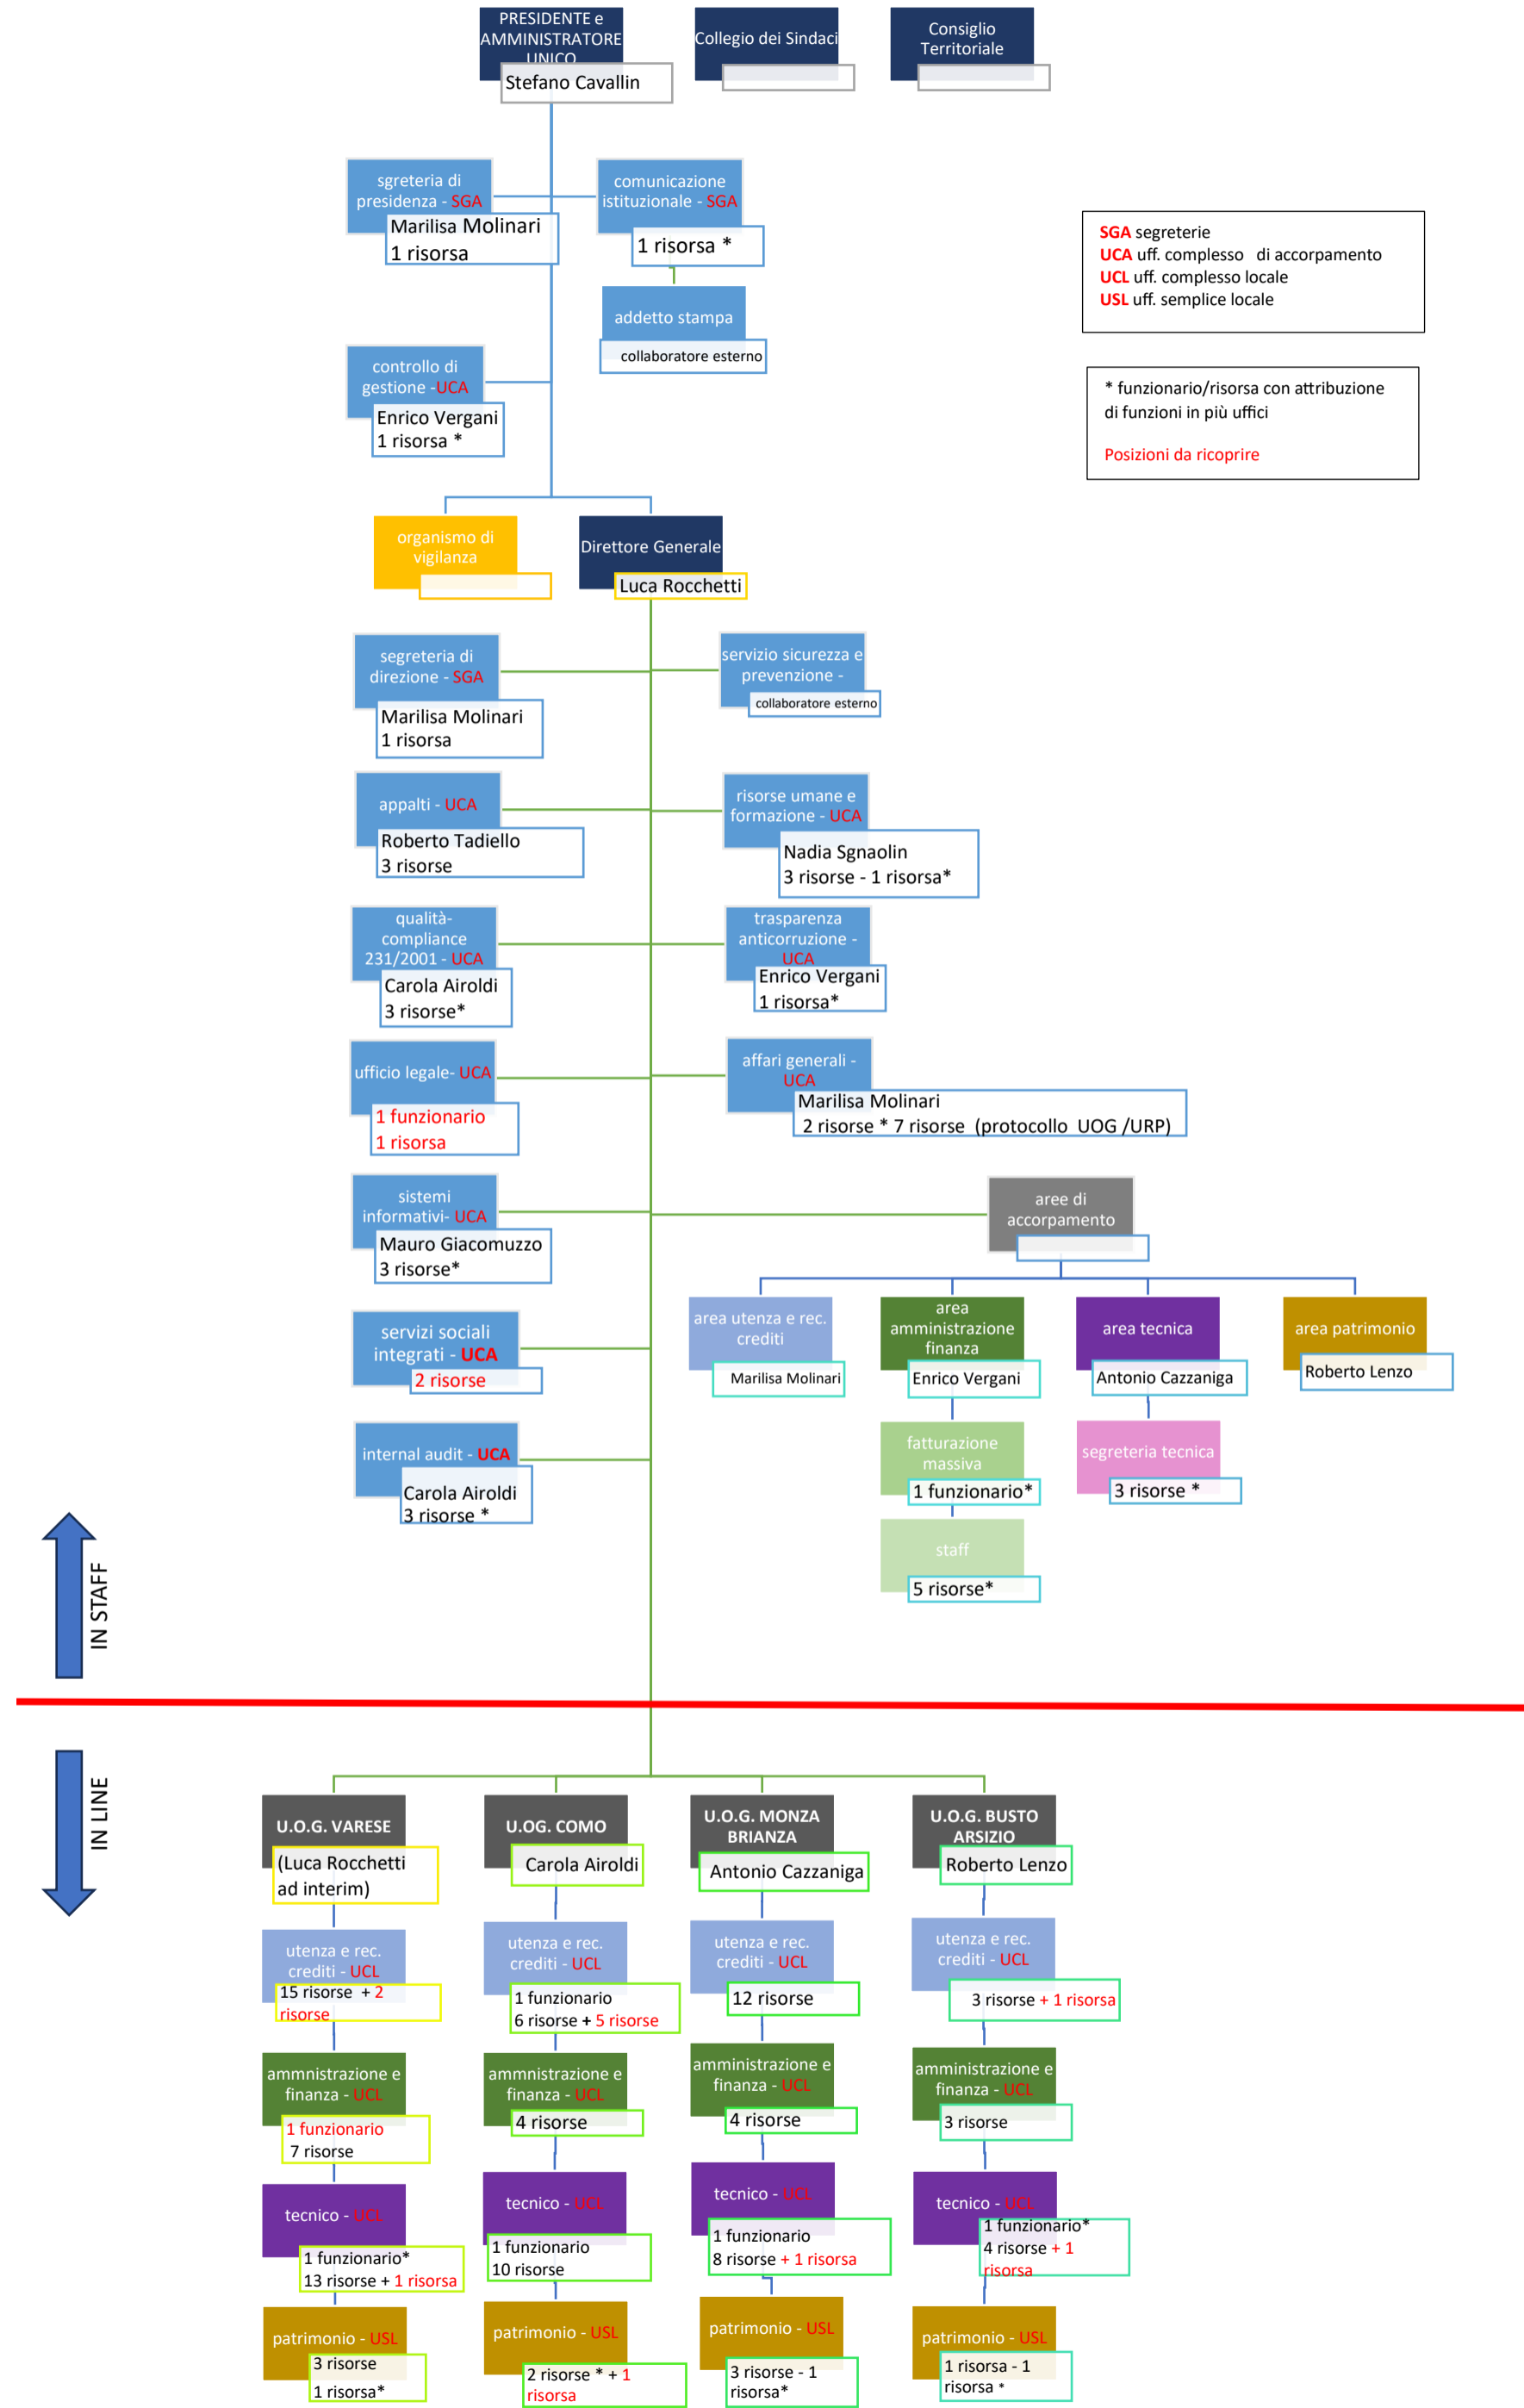 PRESIDENTE e
AMMINISTRATORE
UNICO
Stefano Cavallin
Collegio dei Sindaci
Consiglio
Territoriale
sgreteria di
presidenza - SGA
Marilisa Molinari
1 risorsa
comunicazione
istituzionale - SGA
1 risorsa *
addetto stampa
collaboratore esterno
SGA segreterie
UCA uff. complesso di accorpamento
UCL uff. complesso locale
USL uff. semplice locale
controllo di
gestione -UCA
Enrico Vergani
1 risorsa *
* funzionario/risorsa con attribuzione
di funzioni in più uffici
Posizioni da ricoprire
organismo di
vigilanza
Direttore Generale
Luca Rocchetti
segreteria di
direzione - SGA
Marilisa Molinari
1 risorsa
servizio sicurezza e
prevenzione -
collaboratore esterno
appalti - UCA
Roberto Tadiello
3 risorse
risorse umane e
formazione - UCA
Nadia Sgnaolin
3 risorse - 1 risorsa*
qualità-
compliance
231/2001 - UCA
Carola Airoldi
3 risorse*
trasparenza
anticorruzione -
UCA
Enrico Vergani
1 risorsa*
ufficio legale- UCA
1 funzionario
1 risorsa
affari generali -
UCA
Marilisa Molinari
2 risorse * 7 risorse (protocollo UOG /URP)
sistemi
informativi- UCA
Mauro Giacomuzzo
3 risorse*
aree di
accorpamento
servizi sociali
integrati - UCA
2 risorse
area utenza e rec.
crediti
Marilisa Molinari
area
amministrazione
finanza
Enrico Vergani
area tecnica
Antonio Cazzaniga
area patrimonio
Roberto Lenzo
internal audit - UCA
Carola Airoldi
3 risorse *
fatturazione
massiva
1 funzionario*
segreteria tecnica
3 risorse *
staff
5 risorse*
IN STAFF
IN LINE
U.O.G. VARESE
(Luca Rocchetti
ad interim)
U.OG. COMO
Carola Airoldi
U.O.G. MONZA
BRIANZA
Antonio Cazzaniga
U.O.G. BUSTO
ARSIZIO
Roberto Lenzo
utenza e rec.
crediti - UCL
15 risorse + 2
risorse
utenza e rec.
crediti - UCL
1 funzionario
6 risorse + 5 risorse
utenza e rec.
crediti - UCL
12 risorse
utenza e rec.
crediti - UCL
3 risorse + 1 risorsa
ammnistrazione e
finanza - UCL
1 funzionario
7 risorse
ammnistrazione e
finanza - UCL
4 risorse
amministrazione e
finanza - UCL
4 risorse
amministrazione e
finanza - UCL
3 risorse
tecnico - UCL
1 funzionario*
13 risorse + 1 risorsa
tecnico - UCL
1 funzionario
10 risorse
tecnico - UCL
1 funzionario
8 risorse + 1 risorsa
tecnico - UCL
1 funzionario*
4 risorse + 1
risorsa
patrimonio - USL
3 risorse
1 risorsa*
patrimonio - USL
2 risorse * + 1
risorsa
patrimonio - USL
3 risorse - 1
risorsa*
patrimonio - USL
1 risorsa - 1
risorsa *